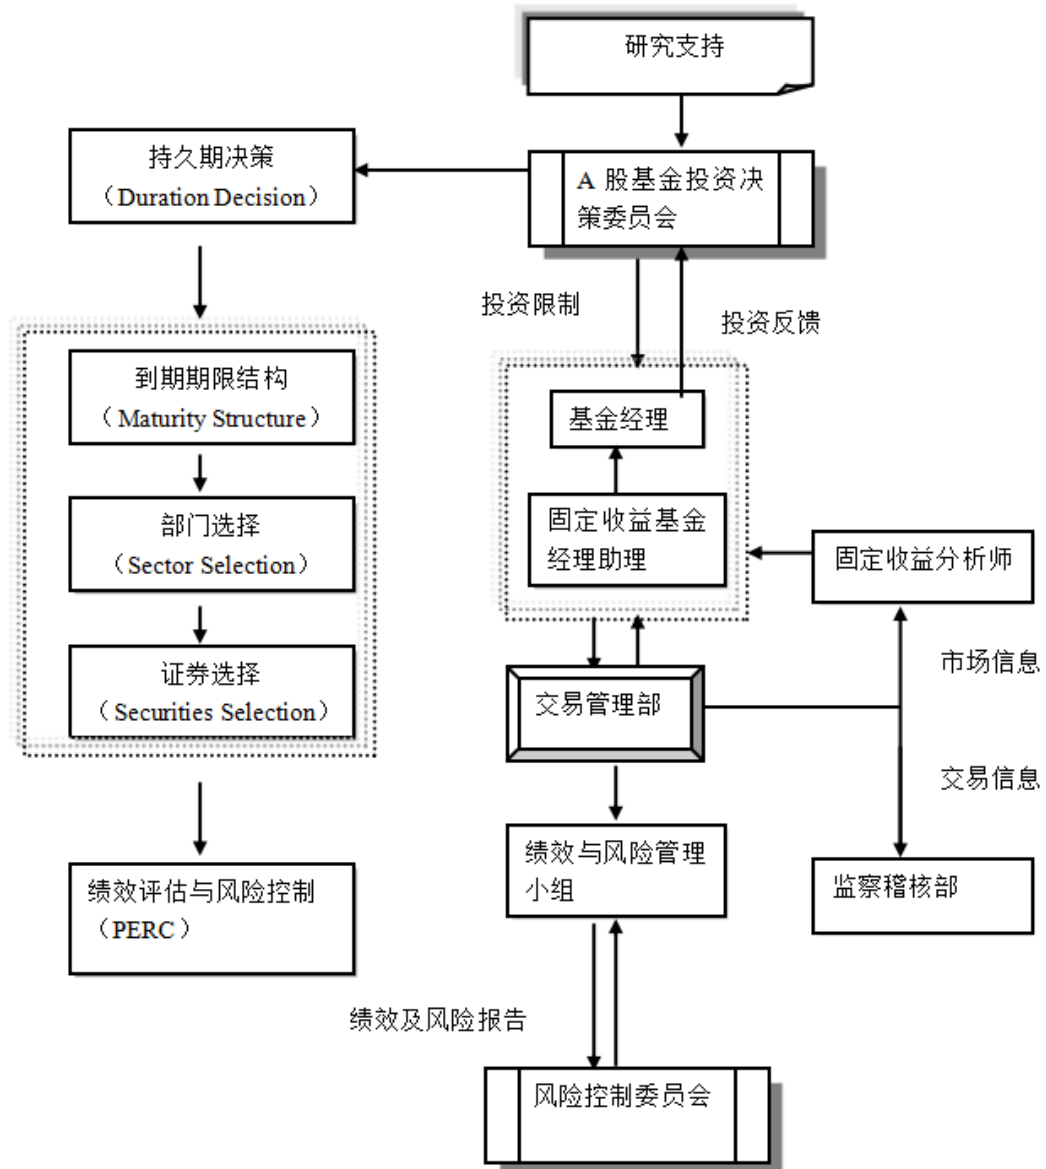 研究支持
持久期决策
（Duration Decision）
A 股基金投资决
策委员会
投资限制
投资反馈
到期期限结构
（Maturity Structure）
基金经理
部门选择
（Sector Selection）
固定收益基金
经理助理
固定收益分析师
证券选择
（Securities Selection）
市场信息
交易管理部
交易信息
绩效与风险管理
小组
绩效评估与风险控制
（PERC）
监察稽核部
绩效及风险报告
风险控制委员会